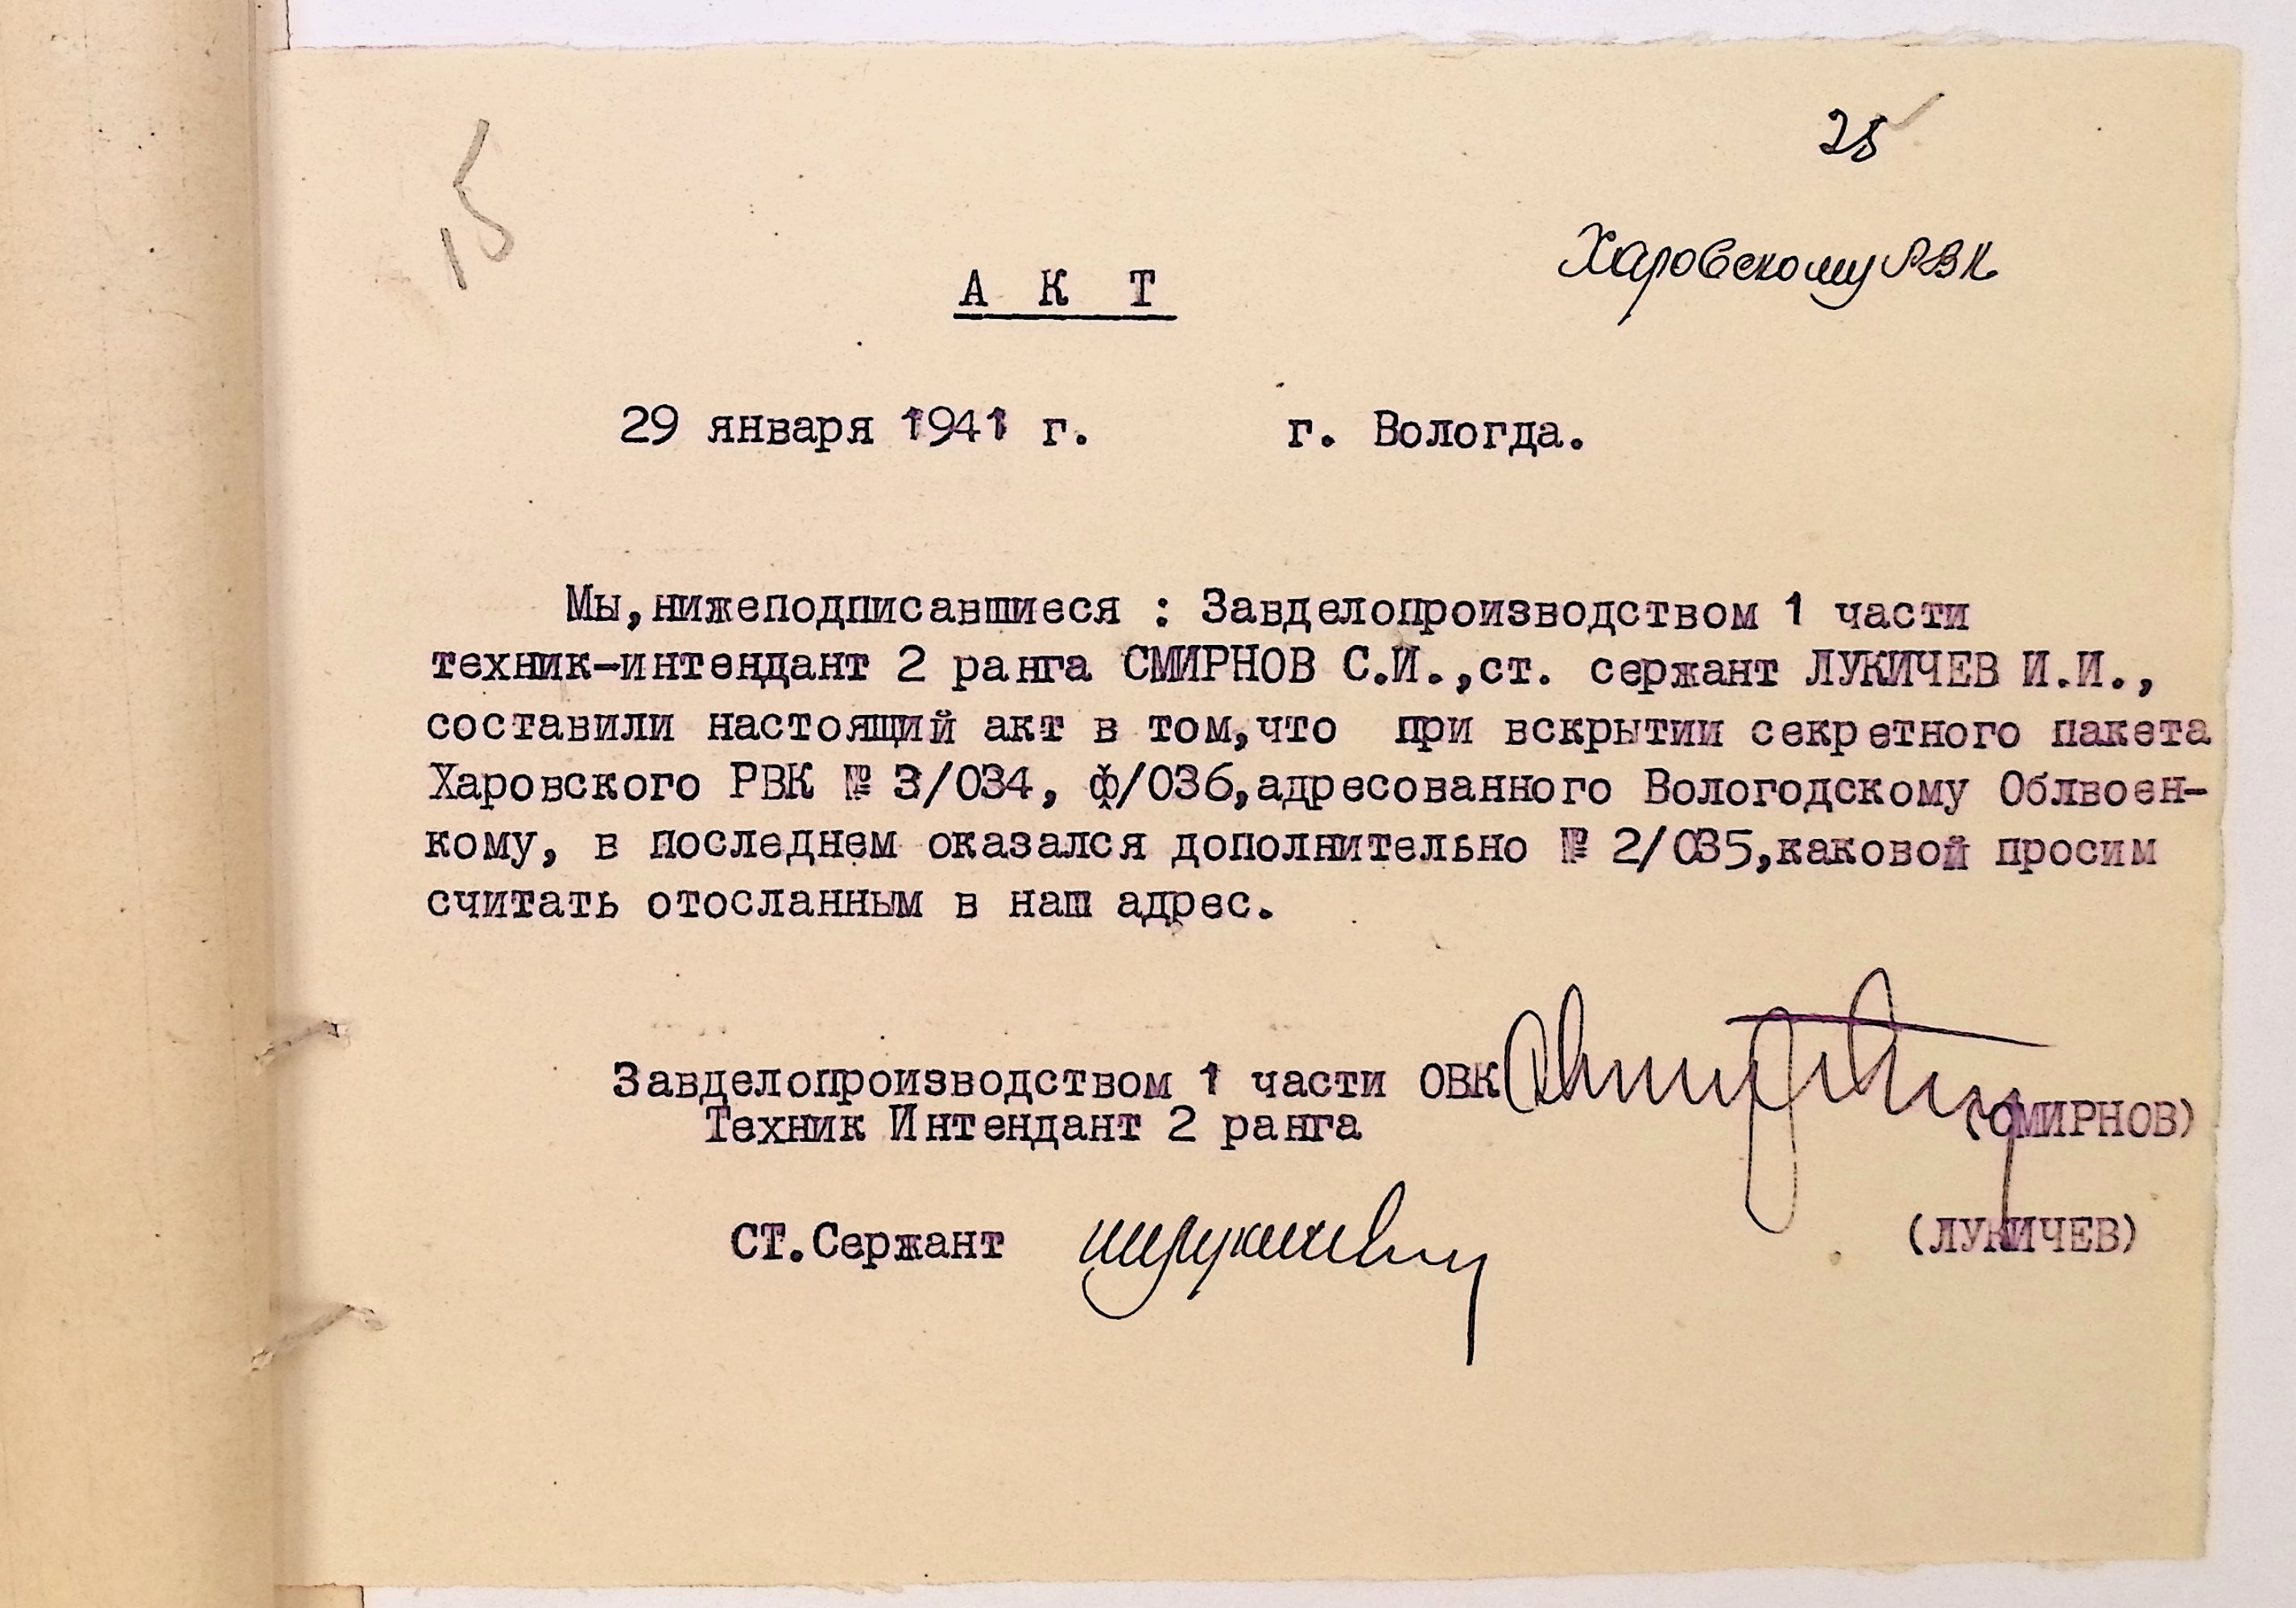 25
15
Харовскому РВК
А К Т
29 января 1941 г. г. Вологда.
Мы,нижеподписавшиеся : Завделопроизводством 1 части
техник-интендант 2 ранга СМИРНОВ С.И.,ст. сержант ЛУКИЧЕВ И.И.,
составили настоящий акт в том,что при вскрытии секретного пакета
Харовского РВК № 3/034, ф/036,адресованного Вологодскому Облвоен-
кому, в последнем оказался дополнительно № 2/035,каковой просим
считать отосланным в наш адрес.
Завделопроизводством 1 части ОВК
Техник Интендант 2 ранга (СМИРНОВ)
СТ.Сержант (ЛУКИЧЕВ)